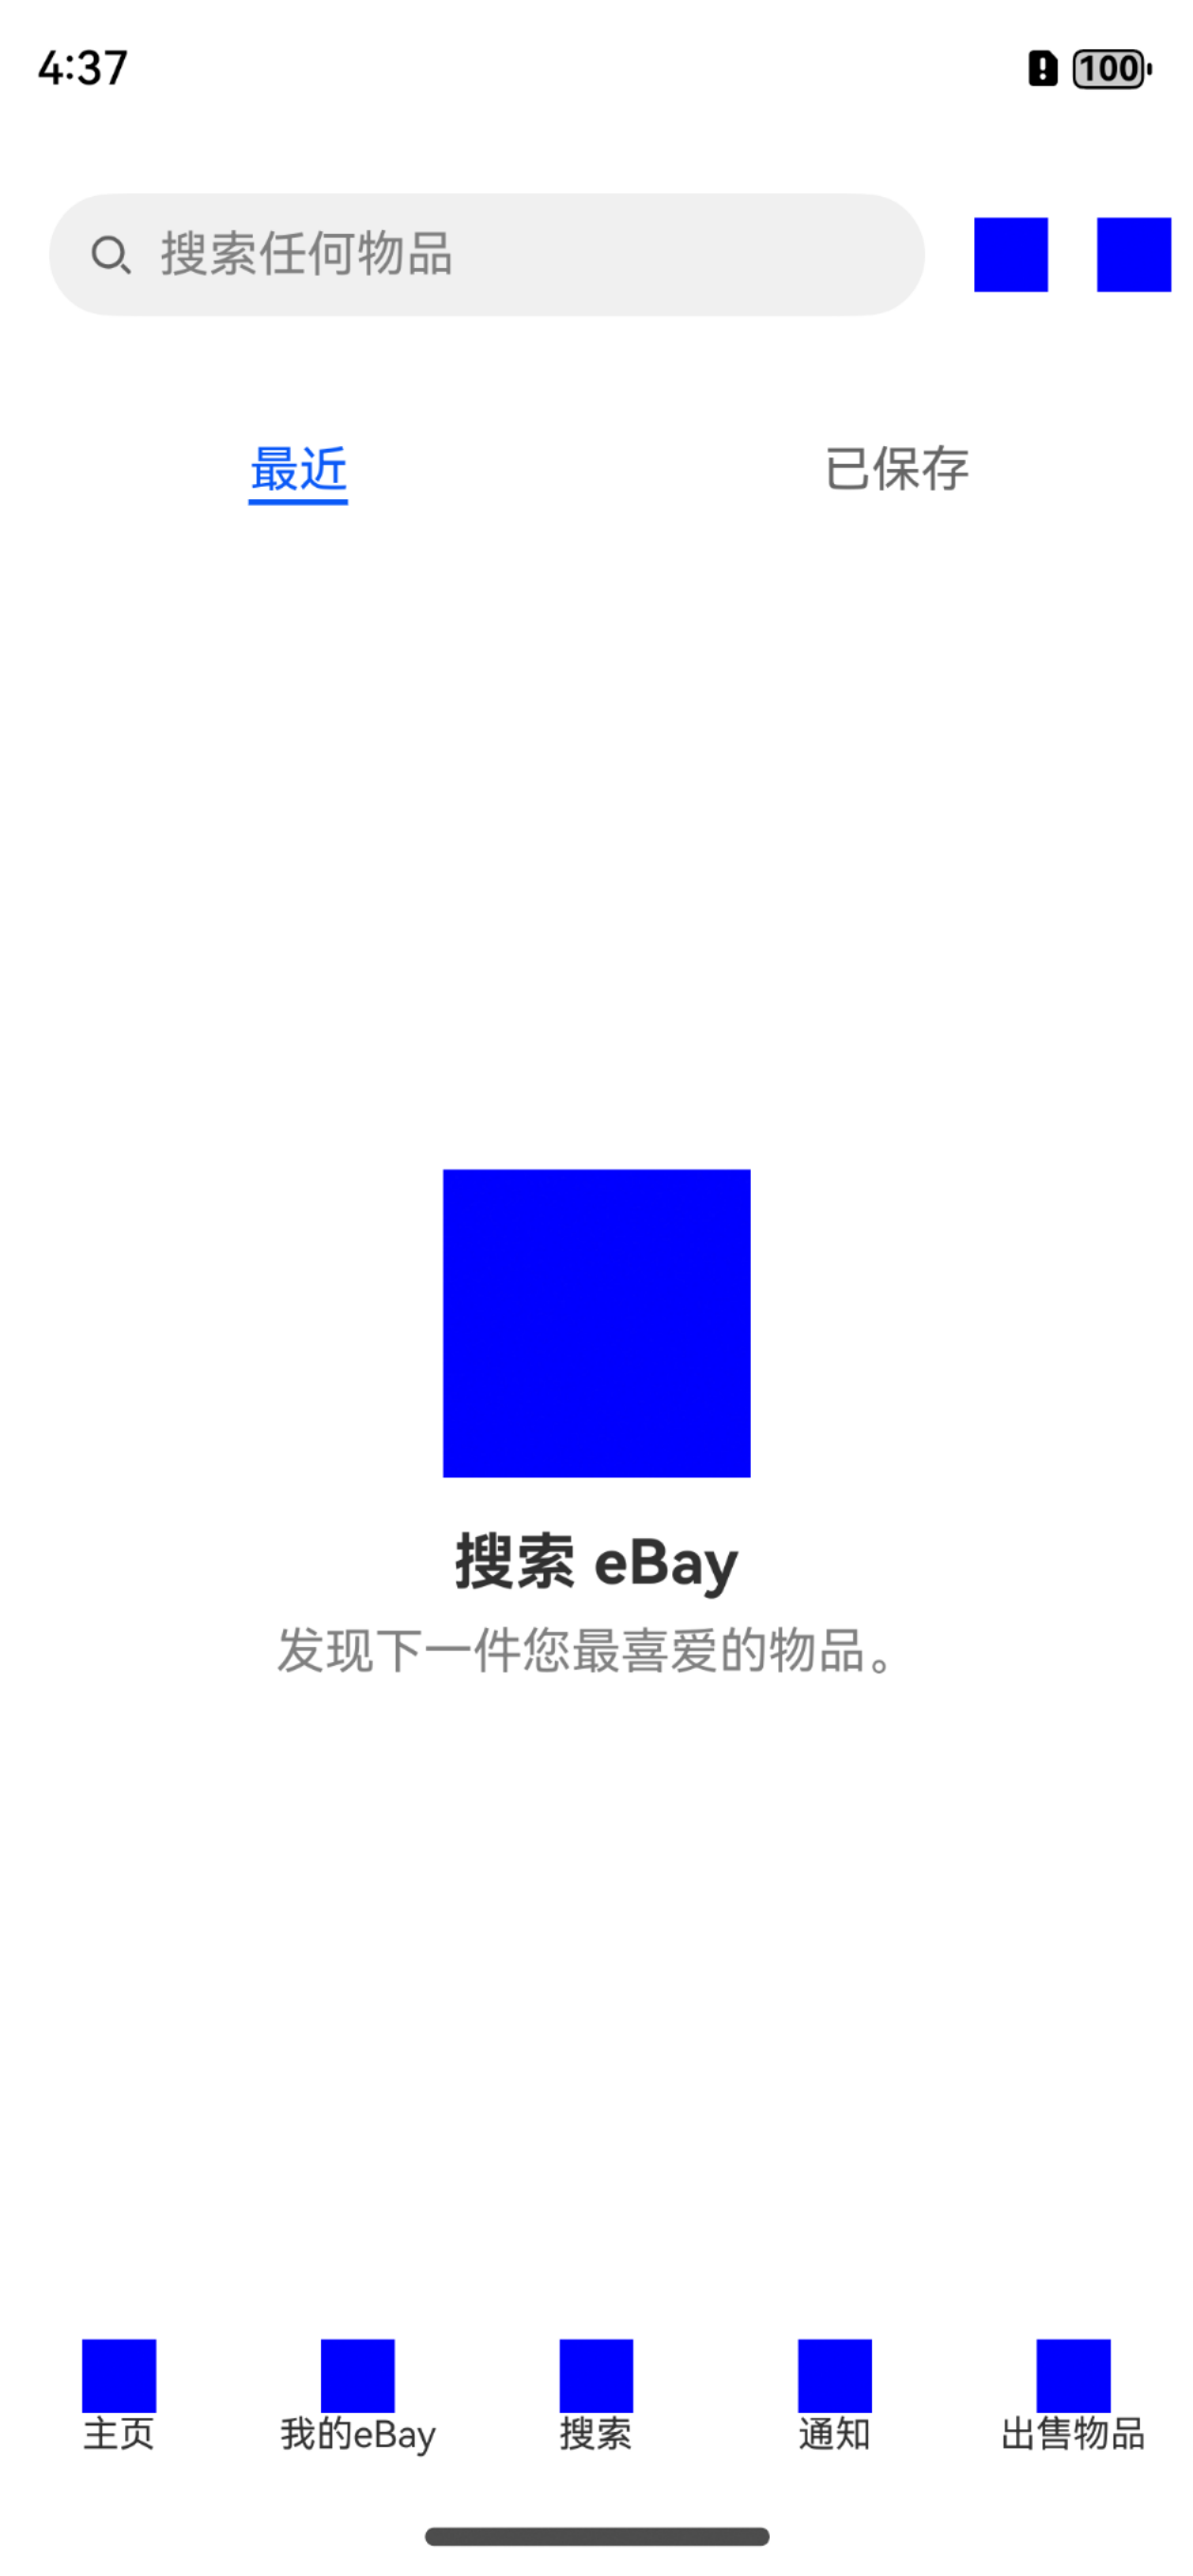 4:37
100
搜索任何物品
最近
已保存
搜索 eBay
发现下一件您最喜爱的物品。
主页
我的eBay
搜索
通知
出售物品